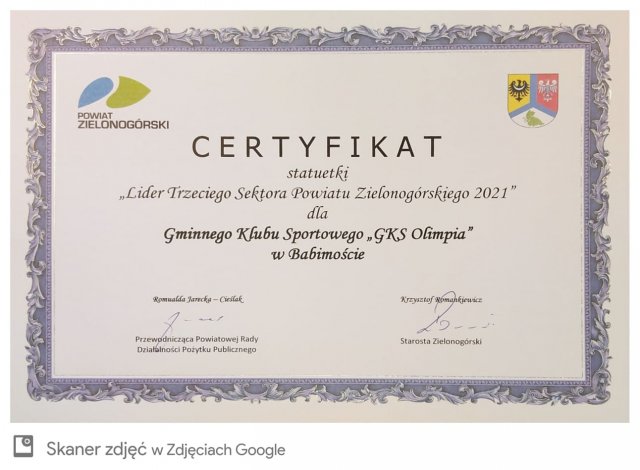 POWIAT
ZIELONOGÓRSKI
CERTYFIKAT
statuetki
„Lider Trzeciego Sektora Powiatu Zielonogórskiego 2021”
dla
Gminnego Klubu Sportowego „GKS Olimpia”
w Babimoście
Romualda Jarecka – Cieślak
Przewodnicząca Powiatowej Rady
Działalności Pożytku Publicznego
Krzysztof Romankiewicz
Starosta Zielonogórski
Skaner zdjęć w Zdjęciach Google